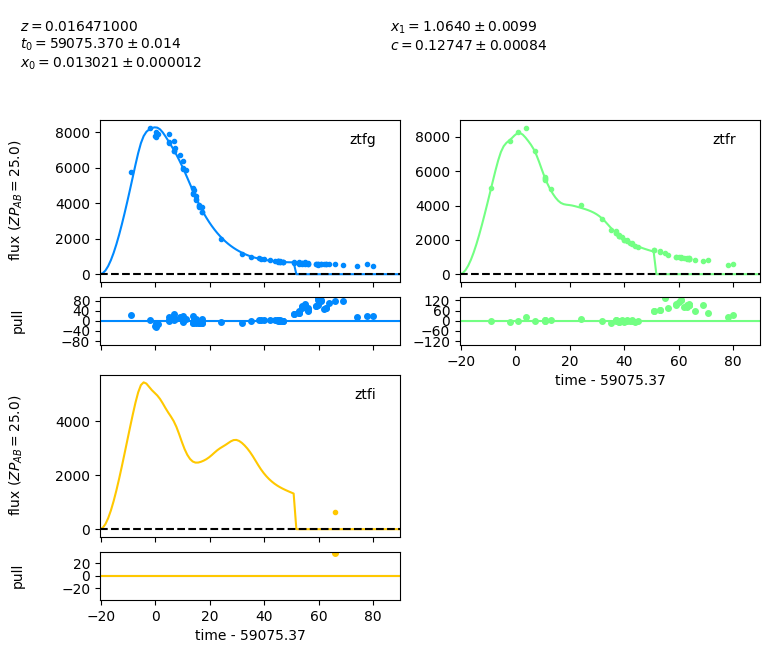 z = 0.016471000
t₀ = 59075.370 ± 0.014
x₀ = 0.013021 ± 0.000012
x₁ = 1.0640 ± 0.0099
c = 0.12747 ± 0.00084
flux (ZP_AB = 25.0)
8000
6000
4000
2000
0
ztfg
8000
6000
4000
2000
0
ztfr
pull
80
40
0
−40
−80
120
60
0
−60
−120
−20 0 20 40 60 80
time - 59075.37
flux (ZP_AB = 25.0)
4000
2000
0
ztfi
pull
20
0
−20
−20 0 20 40 60 80
time - 59075.37